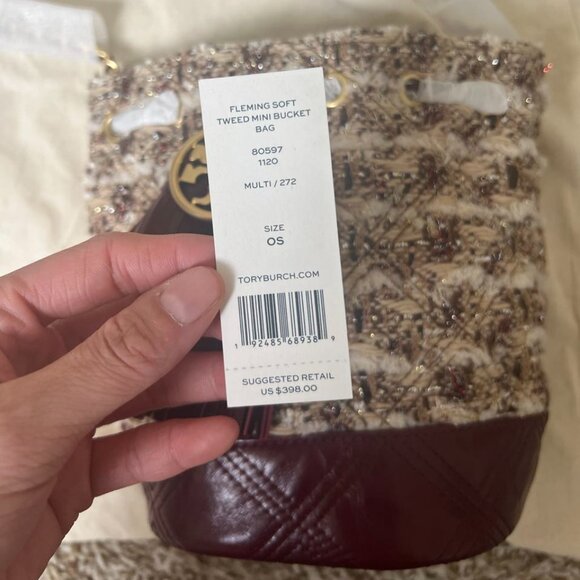 FLEMING SOFT
TWEED MINI BUCKET
BAG
80597
1120
MULTI / 272
SIZE
OS
TORYBURCH.COM
1 92485 68938 9
SUGGESTED RETAIL
US $398.00